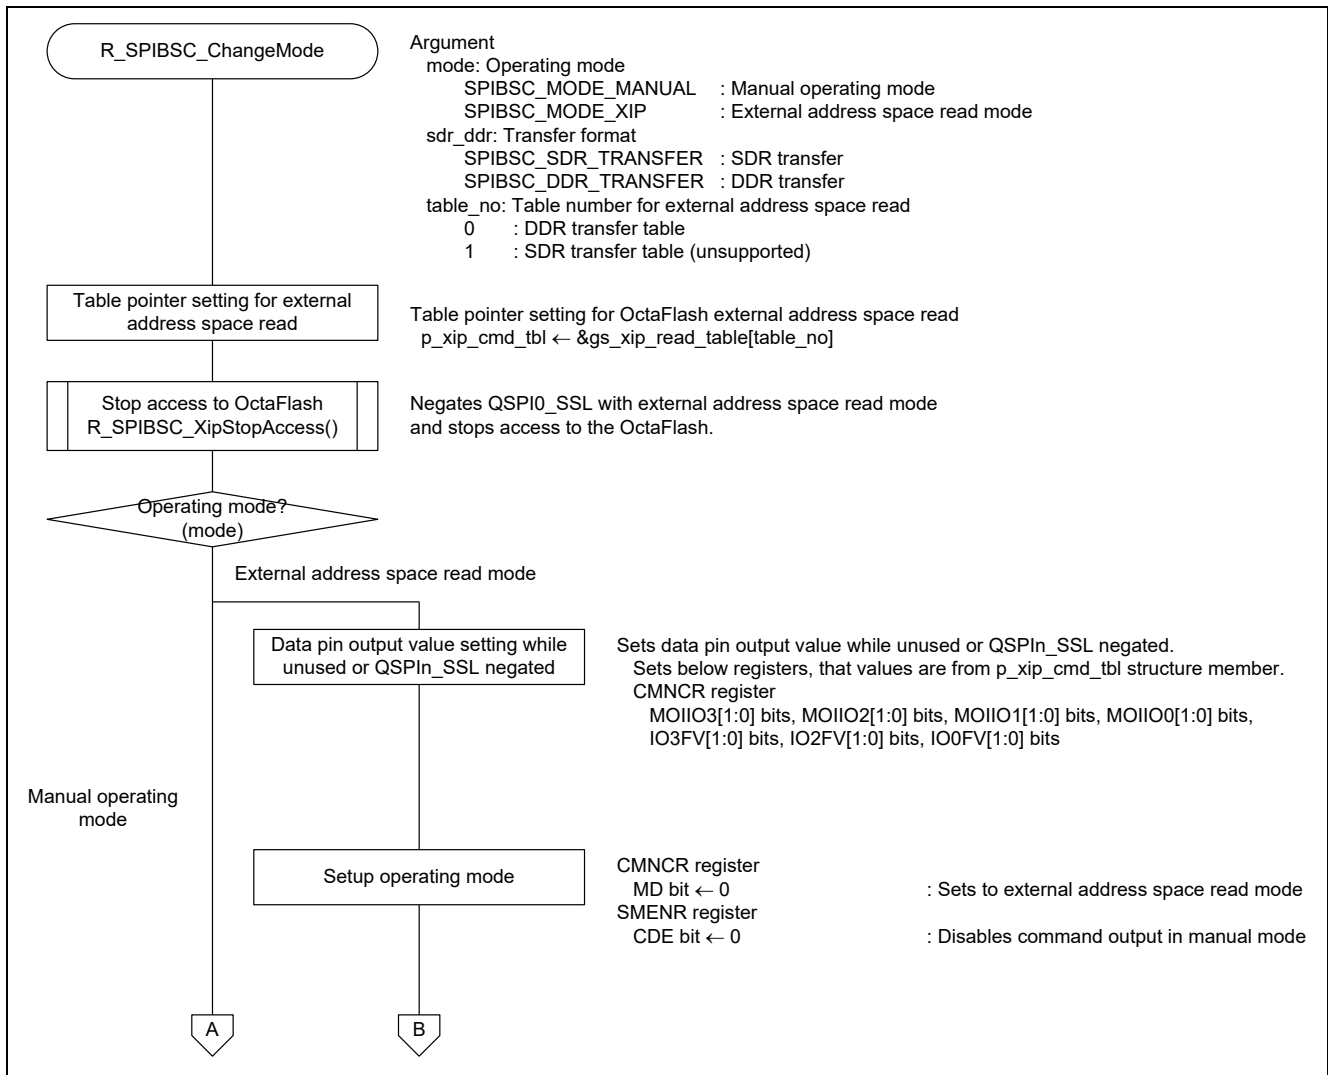 R_SPIBSC_ChangeMode
Argument
mode: Operating mode
SPIBSC_MODE_MANUAL : Manual operating mode
SPIBSC_MODE_XIP : External address space read mode
sdr_ddr: Transfer format
SPIBSC_SDR_TRANSFER : SDR transfer
SPIBSC_DDR_TRANSFER : DDR transfer
table_no: Table number for external address space read
0 : DDR transfer table
1 : SDR transfer table (unsupported)
Table pointer setting for external
address space read
Table pointer setting for OctaFlash external address space read
p_xip_cmd_tbl ← &gs_xip_read_table[table_no]
Stop access to OctaFlash
R_SPIBSC_XipStopAccess()
Negates QSPI0_SSL with external address space read mode
and stops access to the OctaFlash.
Operating mode?
(mode)
External address space read mode
Data pin output value setting while
unused or QSPIn_SSL negated
Sets data pin output value while unused or QSPIn_SSL negated.
Sets below registers, that values are from p_xip_cmd_tbl structure member.
CMNCR register
MOIIO3[1:0] bits, MOIIO2[1:0] bits, MOIIO1[1:0] bits, MOIIO0[1:0] bits,
IO3FV[1:0] bits, IO2FV[1:0] bits, IO0FV[1:0] bits
Manual operating
mode
Setup operating mode
CMNCR register
MD bit ← 0 : Sets to external address space read mode
SMENR register
CDE bit ← 0 : Disables command output in manual mode
A
B